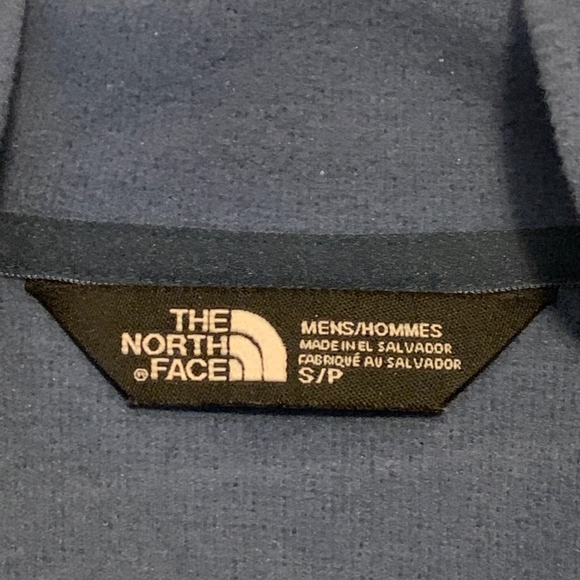 THE
NORTH
®FACE
MENS/HOMMES
MADE IN EL SALVADOR
FABRIQUÉ AU SALVADOR
S/P